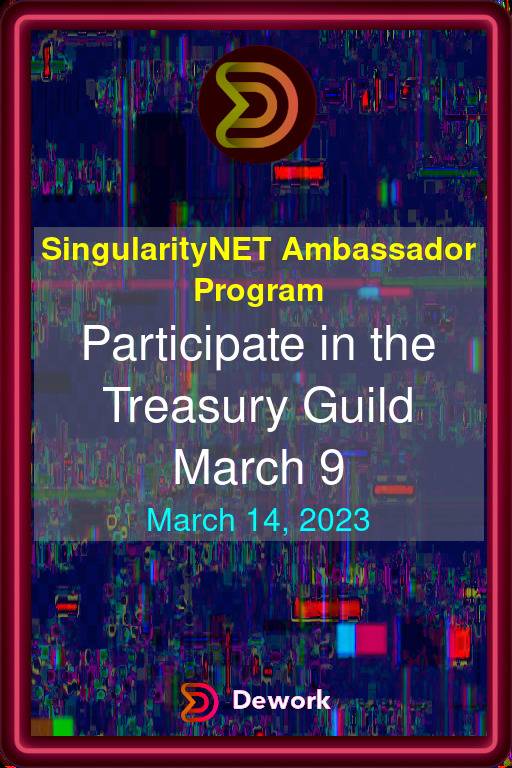 SingularityNET Ambassador
Program
Participate in the
Treasury Guild
March 9
March 14, 2023
Dework